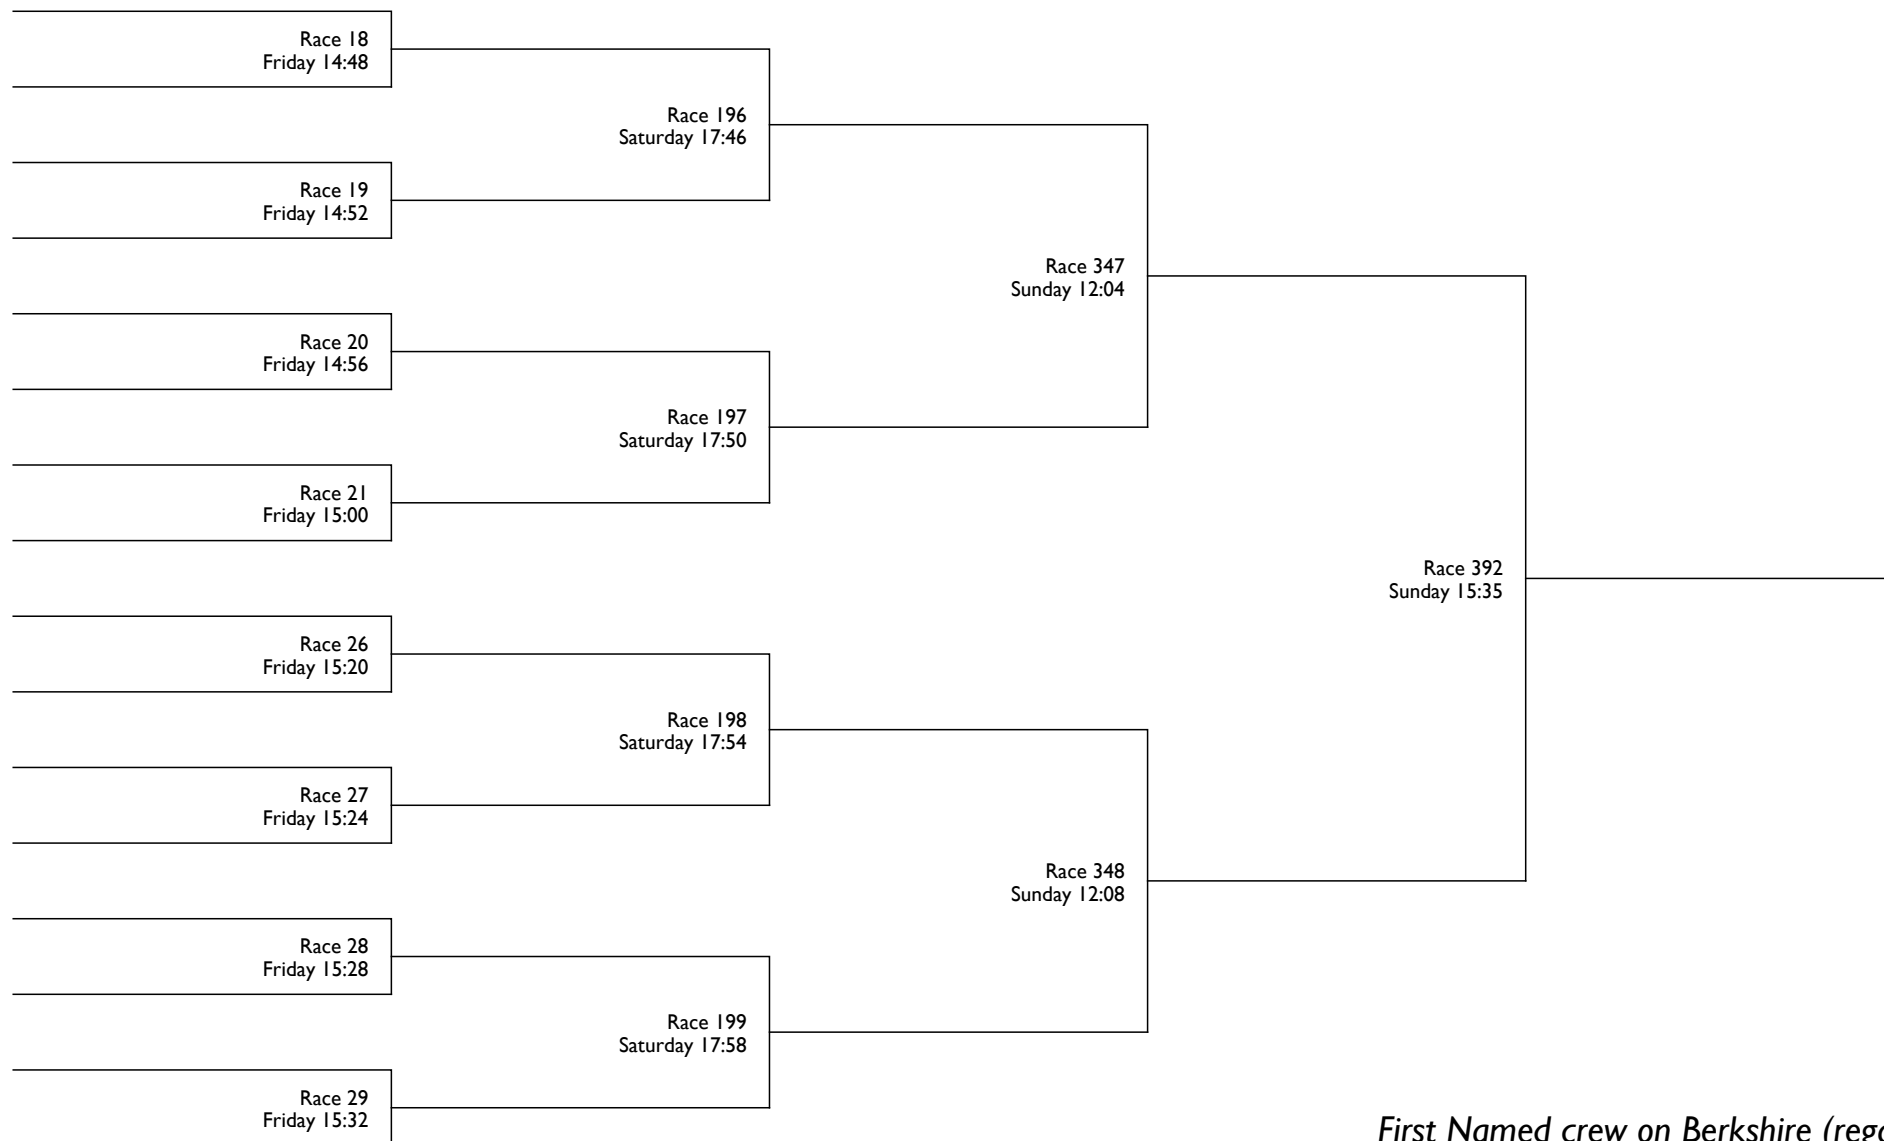 Race 18
Friday 14:48
Race 196
Saturday 17:46
Race 19
Friday 14:52
Race 347
Sunday 12:04
Race 20
Friday 14:56
Race 197
Saturday 17:50
Race 21
Friday 15:00
Race 392
Sunday 15:35
Race 26
Friday 15:20
Race 198
Saturday 17:54
Race 27
Friday 15:24
Race 348
Sunday 12:08
Race 28
Friday 15:28
Race 199
Saturday 17:58
Race 29
Friday 15:32
First Named crew on Berkshire